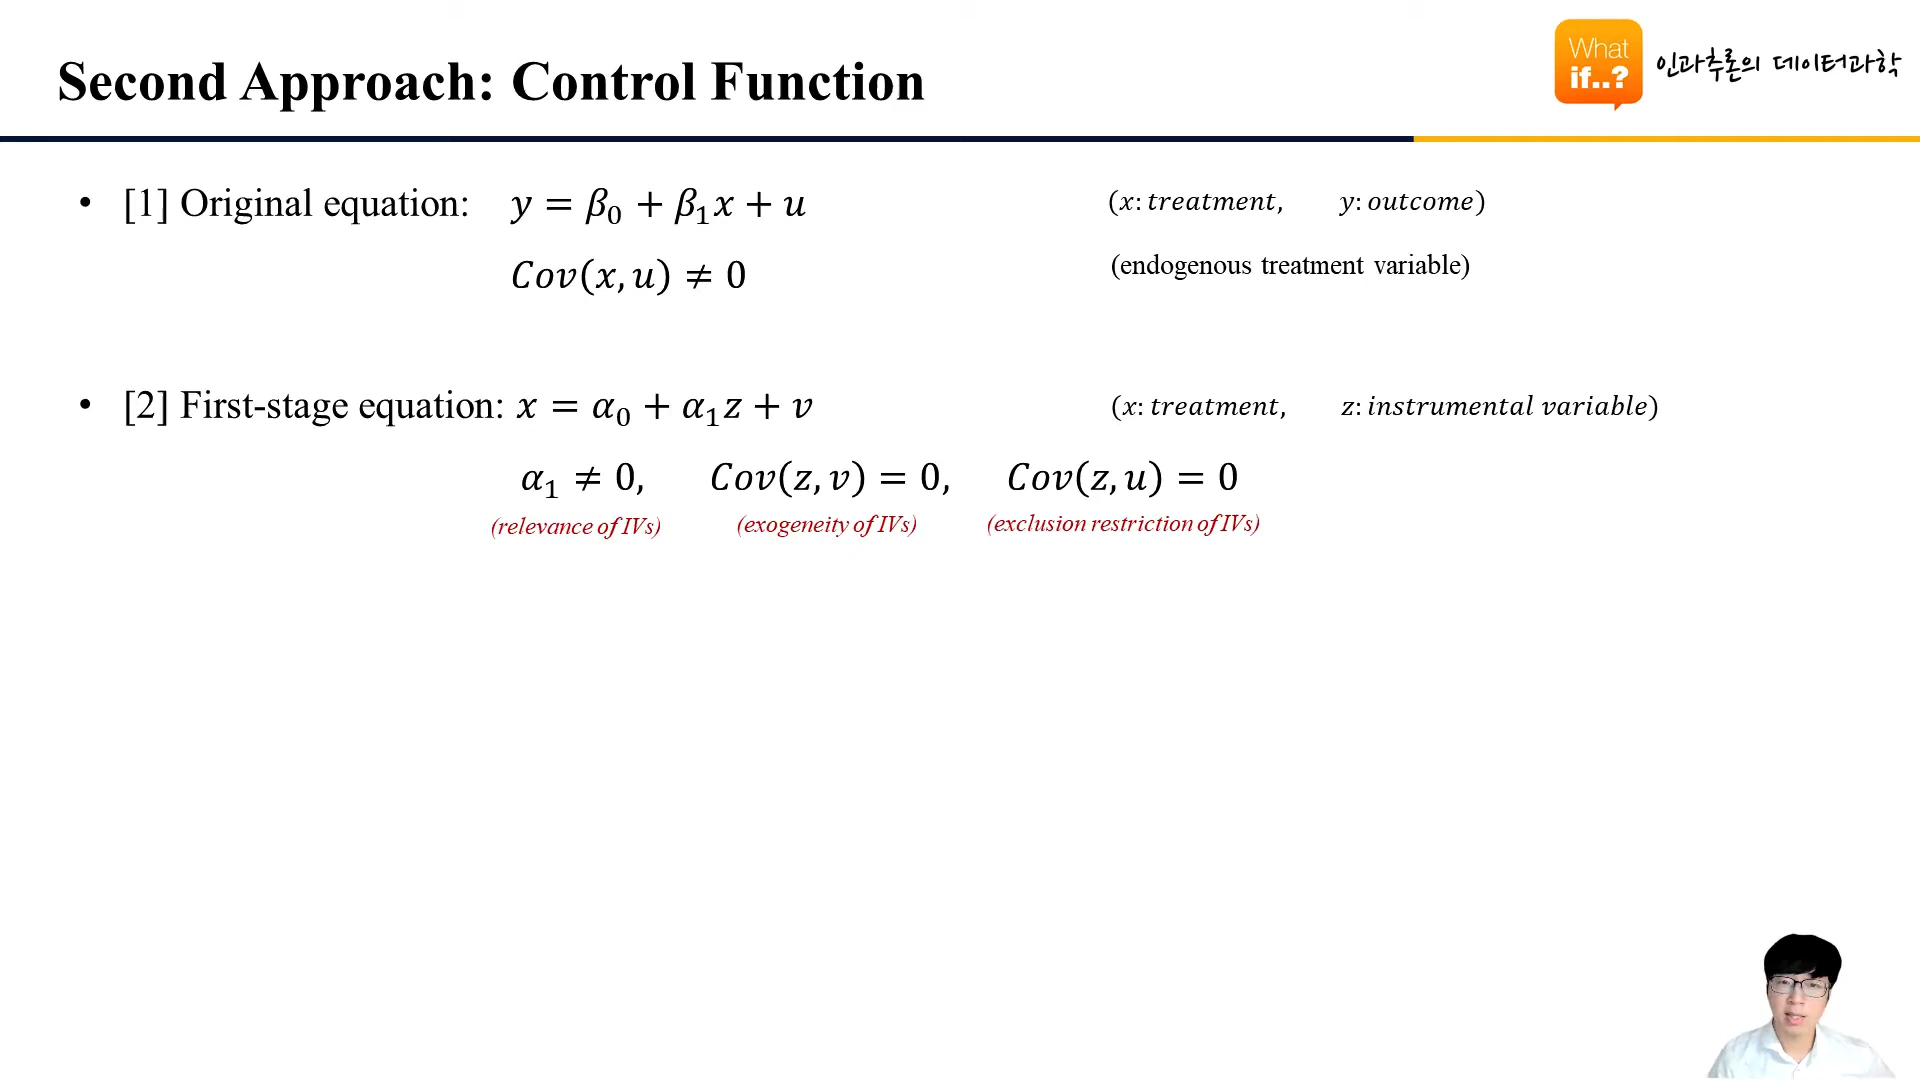 Second Approach: Control Function
What
if..?
인과추론의 데이터과학
• [1] Original equation: y = β₀ + β₁x + u (x: treatment, y: outcome)
Cov(x, u) ≠ 0 (endogenous treatment variable)
• [2] First-stage equation: x = α₀ + α₁z + v (x: treatment, z: instrumental variable)
α₁ ≠ 0, Cov(z, v) = 0, Cov(z, u) = 0
(relevance of IVs) (exogeneity of IVs) (exclusion restriction of IVs)